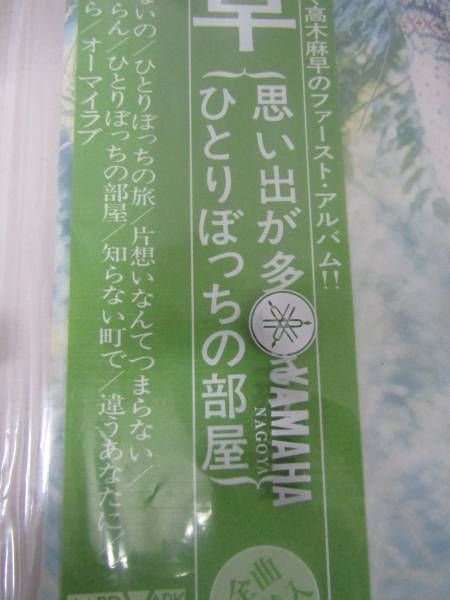 高木麻早のファースト・アルバム!!
早
思い出が多
ひとりぼっちの部屋
YAMAHA
NAGOYA
ないの/ひとりぼっちの旅/片想いなんてつまらない/
らん/ひとりぼっちの部屋/知らない町で/違うあなたに/
ら/オーマイラブ
全曲